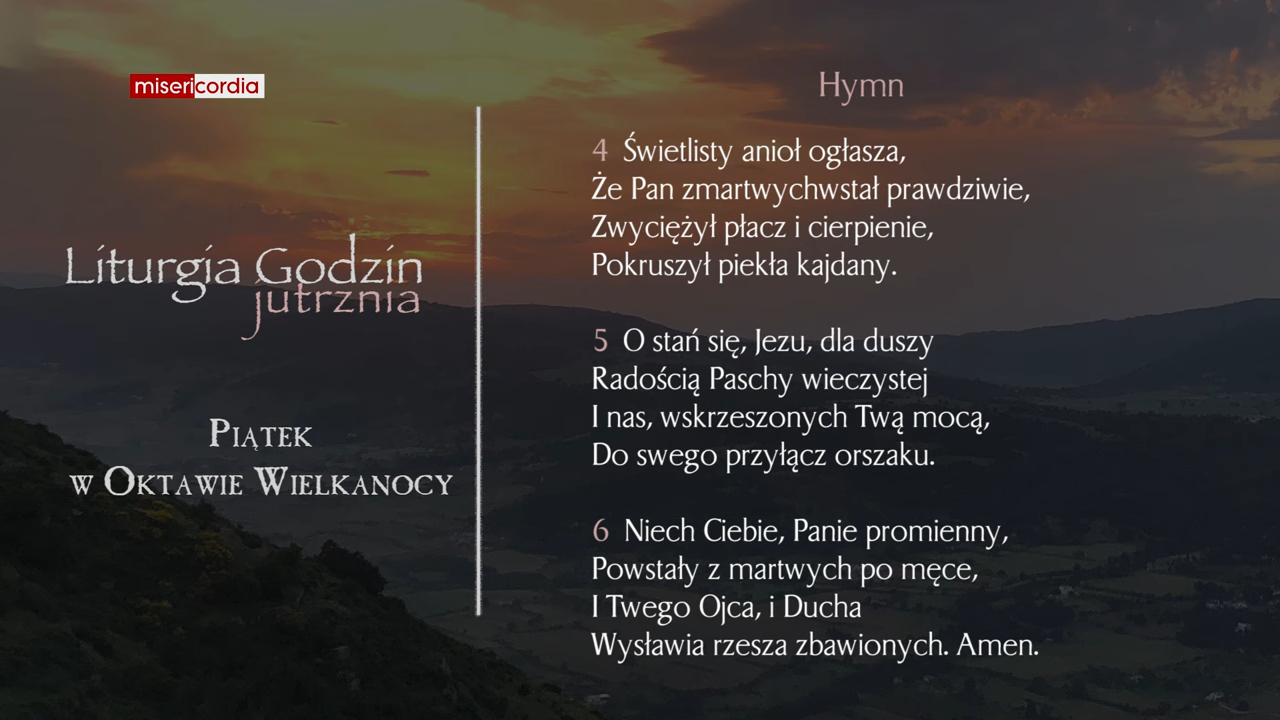 misericordia
Liturgia Godzin
jutrznia
Piątek
w Oktawie Wielkanocy
Hymn
4 Świetlisty anioł ogłasza,
Że Pan zmartwychwstał prawdziwie,
Zwyciężył płacz i cierpienie,
Pokruszył piekła kajdany.
5 O stań się, Jezu, dla duszy
Radością Paschy wieczystej
I nas, wskrzeszonych Twą mocą,
Do swego przyłącz orszaku.
6 Niech Ciebie, Panie promienny,
Powstały z martwych po męce,
I Twego Ojca, i Ducha
Wysławia rzesza zbawionych. Amen.